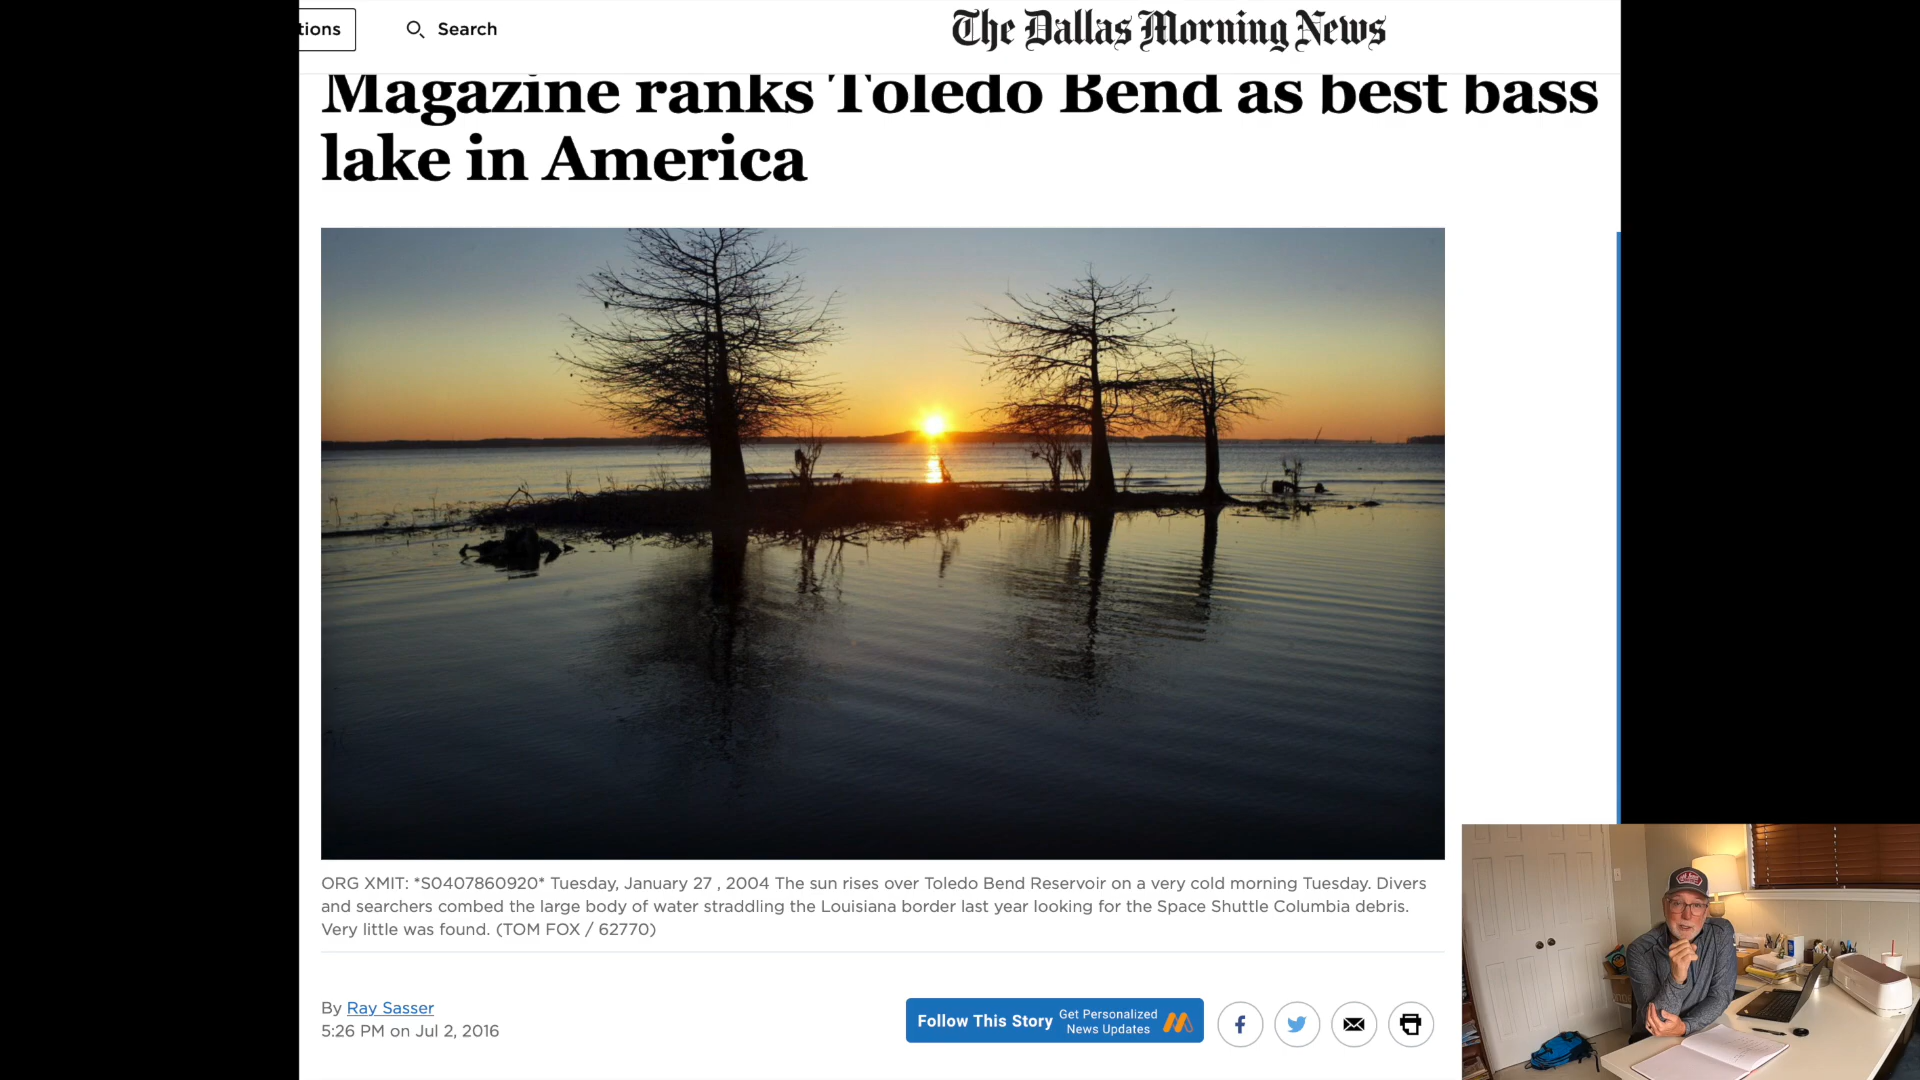 tions
Search
The Dallas Morning News
Magazine ranks Toledo Bend as best bass
lake in America
ORG XMIT: *S0407860920* Tuesday, January 27 , 2004 The sun rises over Toledo Bend Reservoir on a very cold morning Tuesday. Divers
and searchers combed the large body of water straddling the Louisiana border last year looking for the Space Shuttle Columbia debris.
Very little was found. (TOM FOX / 62770)
By Ray Sasser
5:26 PM on Jul 2, 2016
Follow This Story
Get Personalized
News Updates